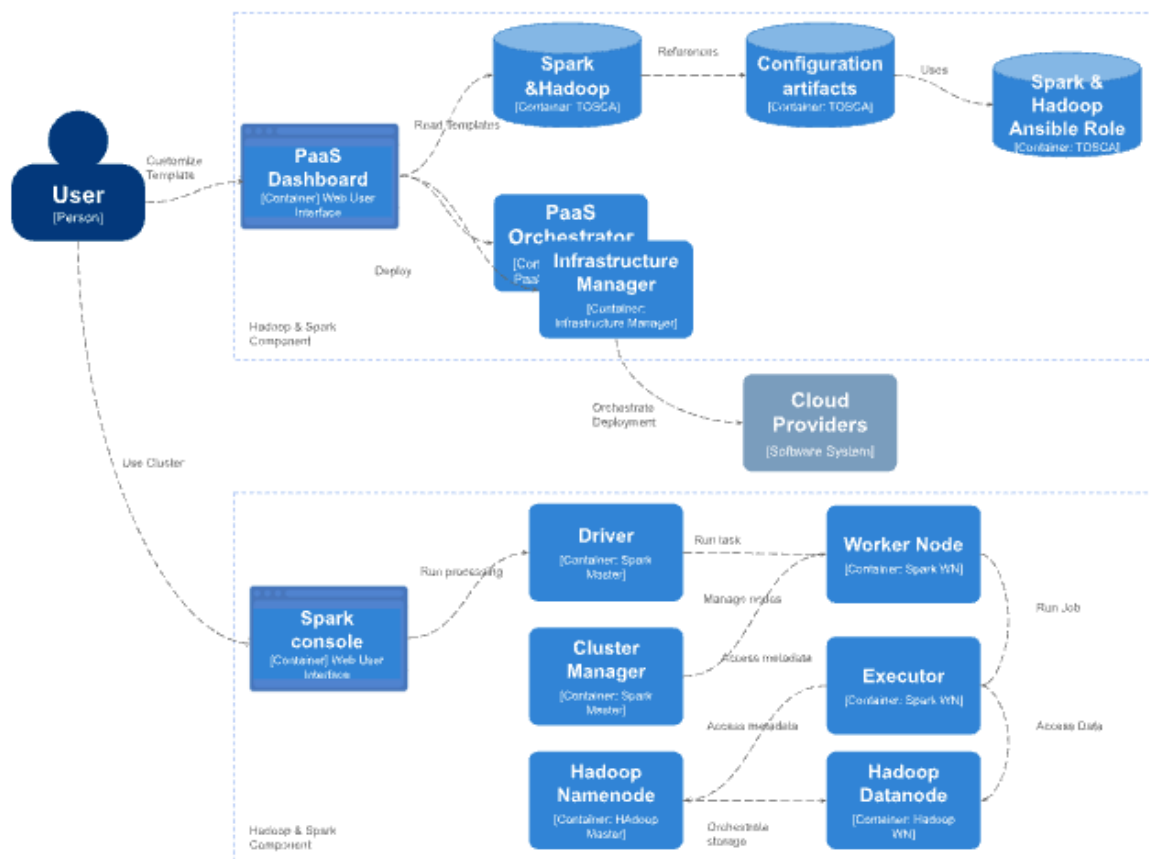 Spark
&Hadoop
[Container: TOSCA]
References
Configuration
artifacts
[Container: TOSCA]
Uses
Spark &
Hadoop
Ansible Role
[Container: TOSCA]
Read Templates
User
[Person]
Customize
Template
PaaS
Dashboard
[Container] Web User
Interface
PaaS
Orchestrator
[Con
PaaS
Infrastructure
Manager
[Container:
Infrastructure Manager]
Deploy
Hadoop & Spark
Component
Orchestrate
Deployment
Cloud
Providers
[Software System]
Use Cluster
Driver
[Container: Spark
Master]
Run task
Worker Node
[Container: Spark WN]
Run processing
Manage nodes
Run Job
Spark
console
[Container] Web User
Interface
Cluster
Manager
[Container: Spark
Master]
Access metadata
Executor
[Container: Spark WN]
Access metadata
Access Data
Hadoop
Namenode
[Container: HAdoop
Master]
Orchestrate
storage
Hadoop
Datanode
[Container: Hadoop
WN]
Hadoop & Spark
Component